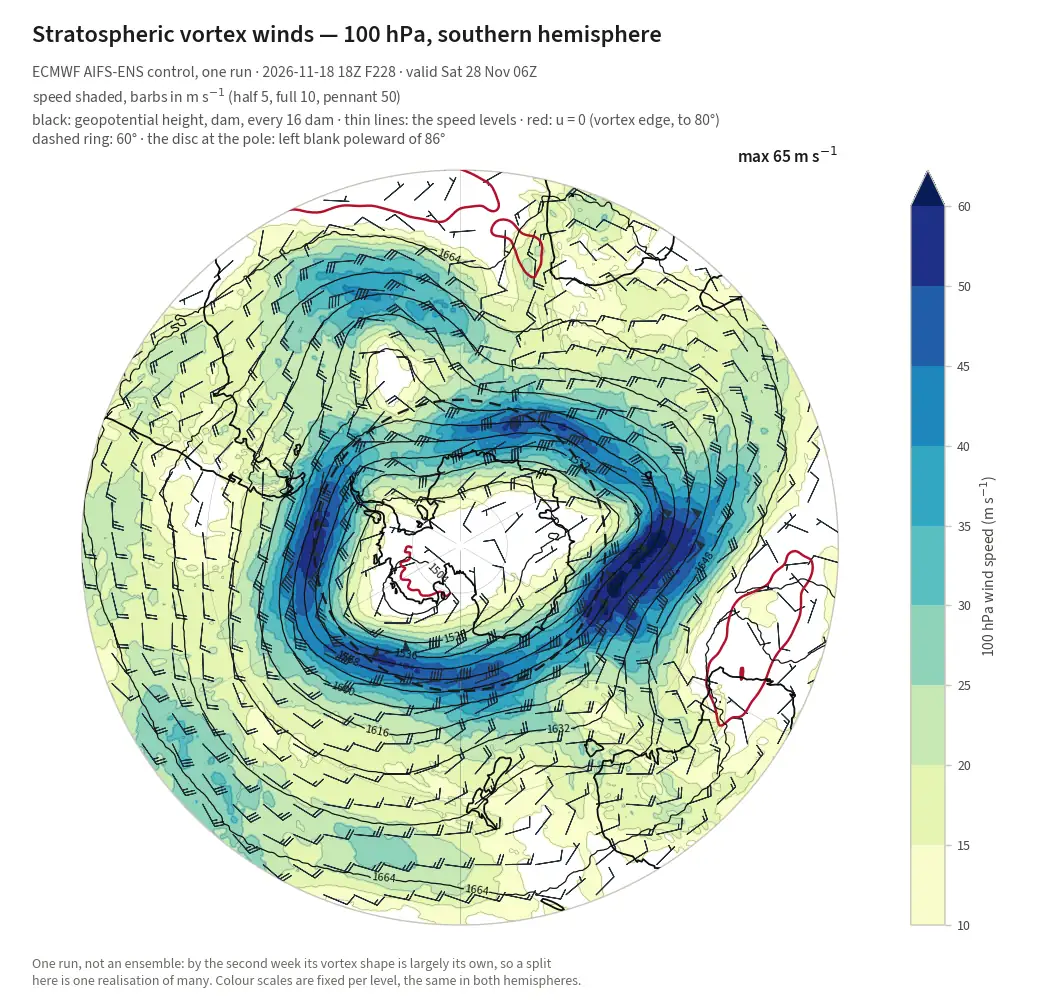 Stratospheric vortex winds — 100 hPa, southern hemisphere
ECMWF AIFS-ENS control, one run · 2026-11-18 18Z F228 · valid Sat 28 Nov 06Z
speed shaded, barbs in m s⁻¹ (half 5, full 10, pennant 50)
black: geopotential height, dam, every 16 dam · thin lines: the speed levels · red: u = 0 (vortex edge, to 80°)
dashed ring: 60° · the disc at the pole: left blank poleward of 86°
max 65 m s⁻¹
60
50
45
40
35
30
25
20
15
10
100 hPa wind speed (m s⁻¹)
1664
1648
1504
1616
1632
1664
1664
One run, not an ensemble: by the second week its vortex shape is largely its own, so a split
here is one realisation of many. Colour scales are fixed per level, the same in both hemispheres.